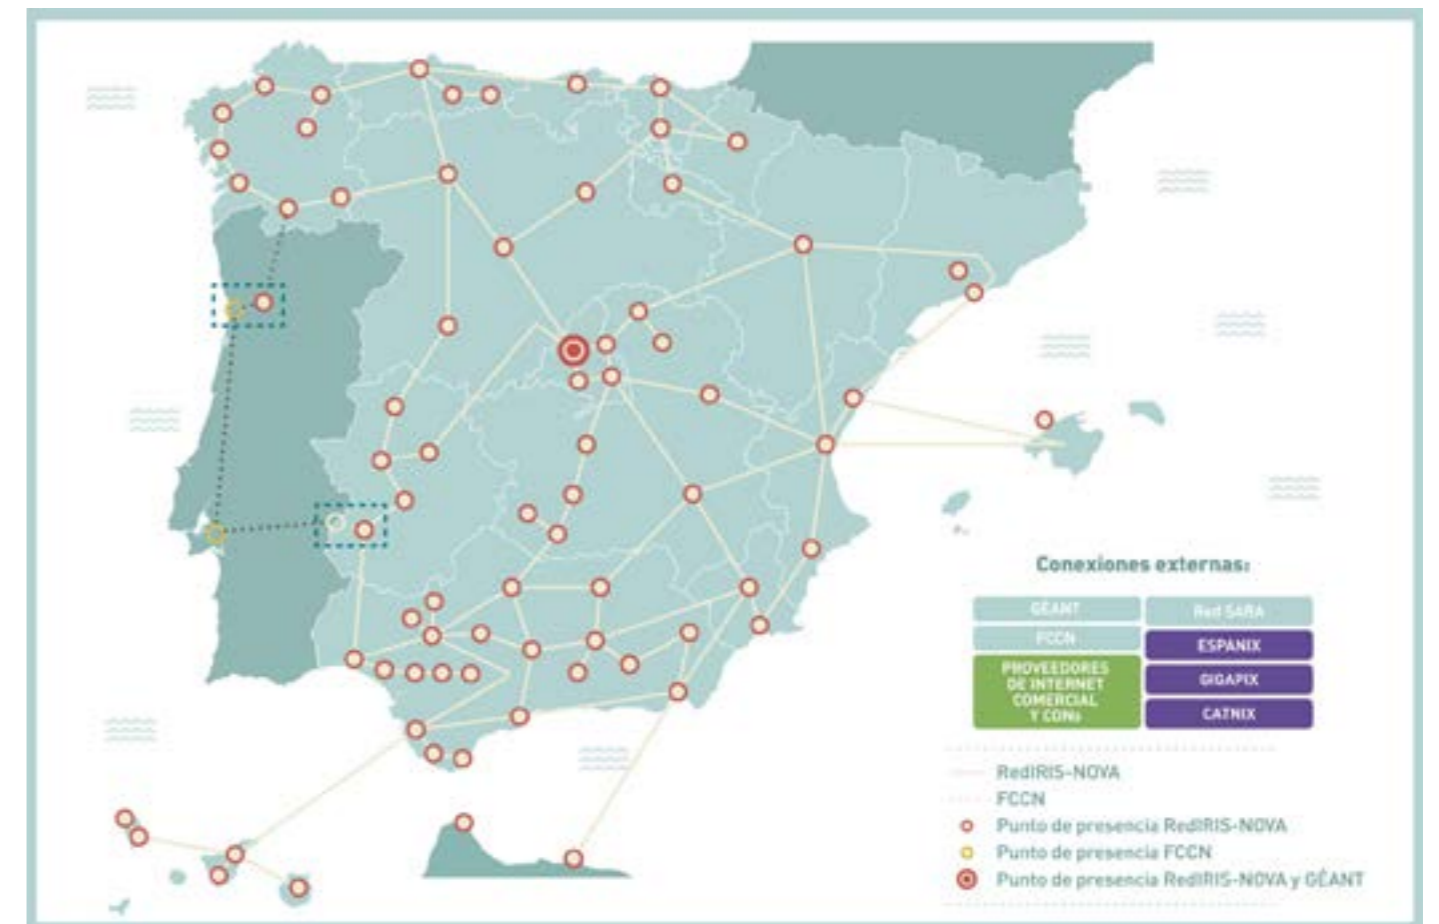 Conexiones externas:
GÉANT
Red SARA
FCCN
ESPANIX
PROVEEDORES
DE INTERNET
COMERCIAL
Y CDNs
GIGAPIX
CATNIX
RedIRIS-NOVA
FCCN
Punto de presencia RedIRIS-NOVA
Punto de presencia FCCN
Punto de presencia RedIRIS-NOVA y GÉANT